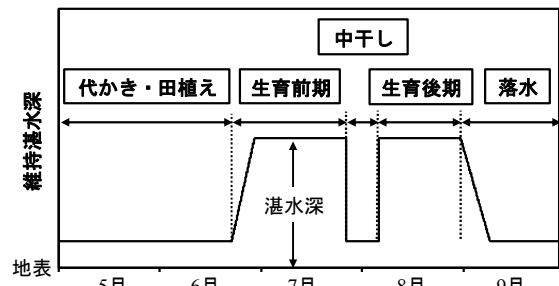 中干し
代かき・田植え 生育前期 生育後期 落水
維持湛水深
湛水深
地表
5月 6月 7月 8月 9月